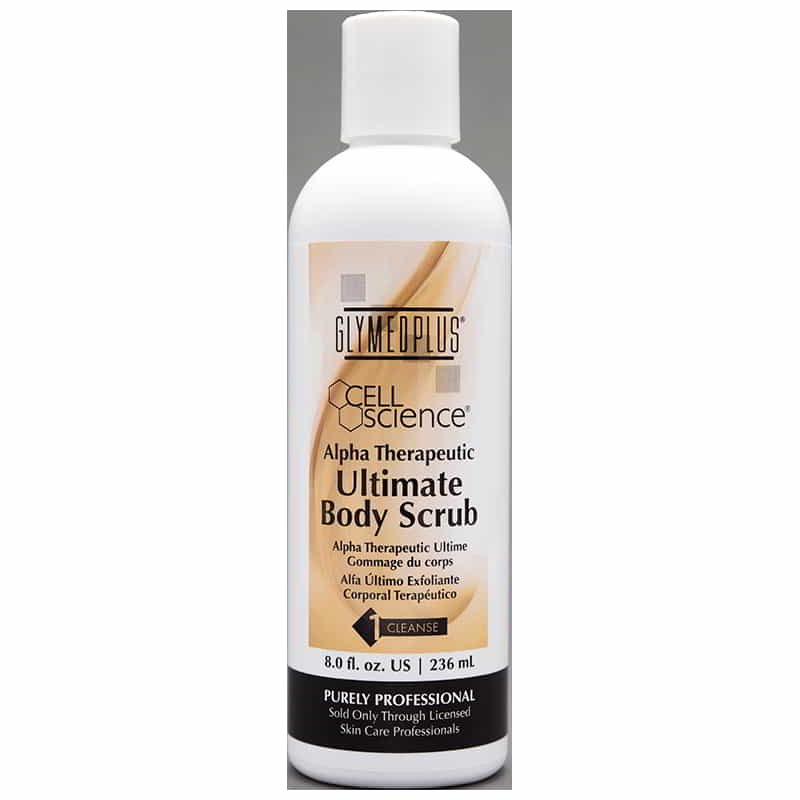 GLYMEDPLUS®
CELL
SCIENCE®
Alpha Therapeutic
Ultimate
Body Scrub
Alpha Therapeutic Ultime
Gommage du corps
Alfa Último Exfoliante
Corporal Terapéutico
1 CLEANSE
8.0 fl. oz. US | 236 mL
PURELY PROFESSIONAL
Sold Only Through Licensed
Skin Care Professionals